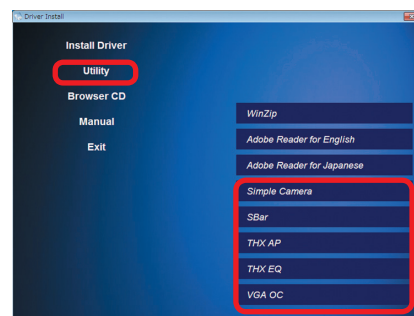 Driver Install
Install Driver
Utility
Browser CD
Manual
Exit
WinZip
Adobe Reader for English
Adobe Reader for Japanese
Simple Camera
SBar
THX AP
THX EQ
VGA OC